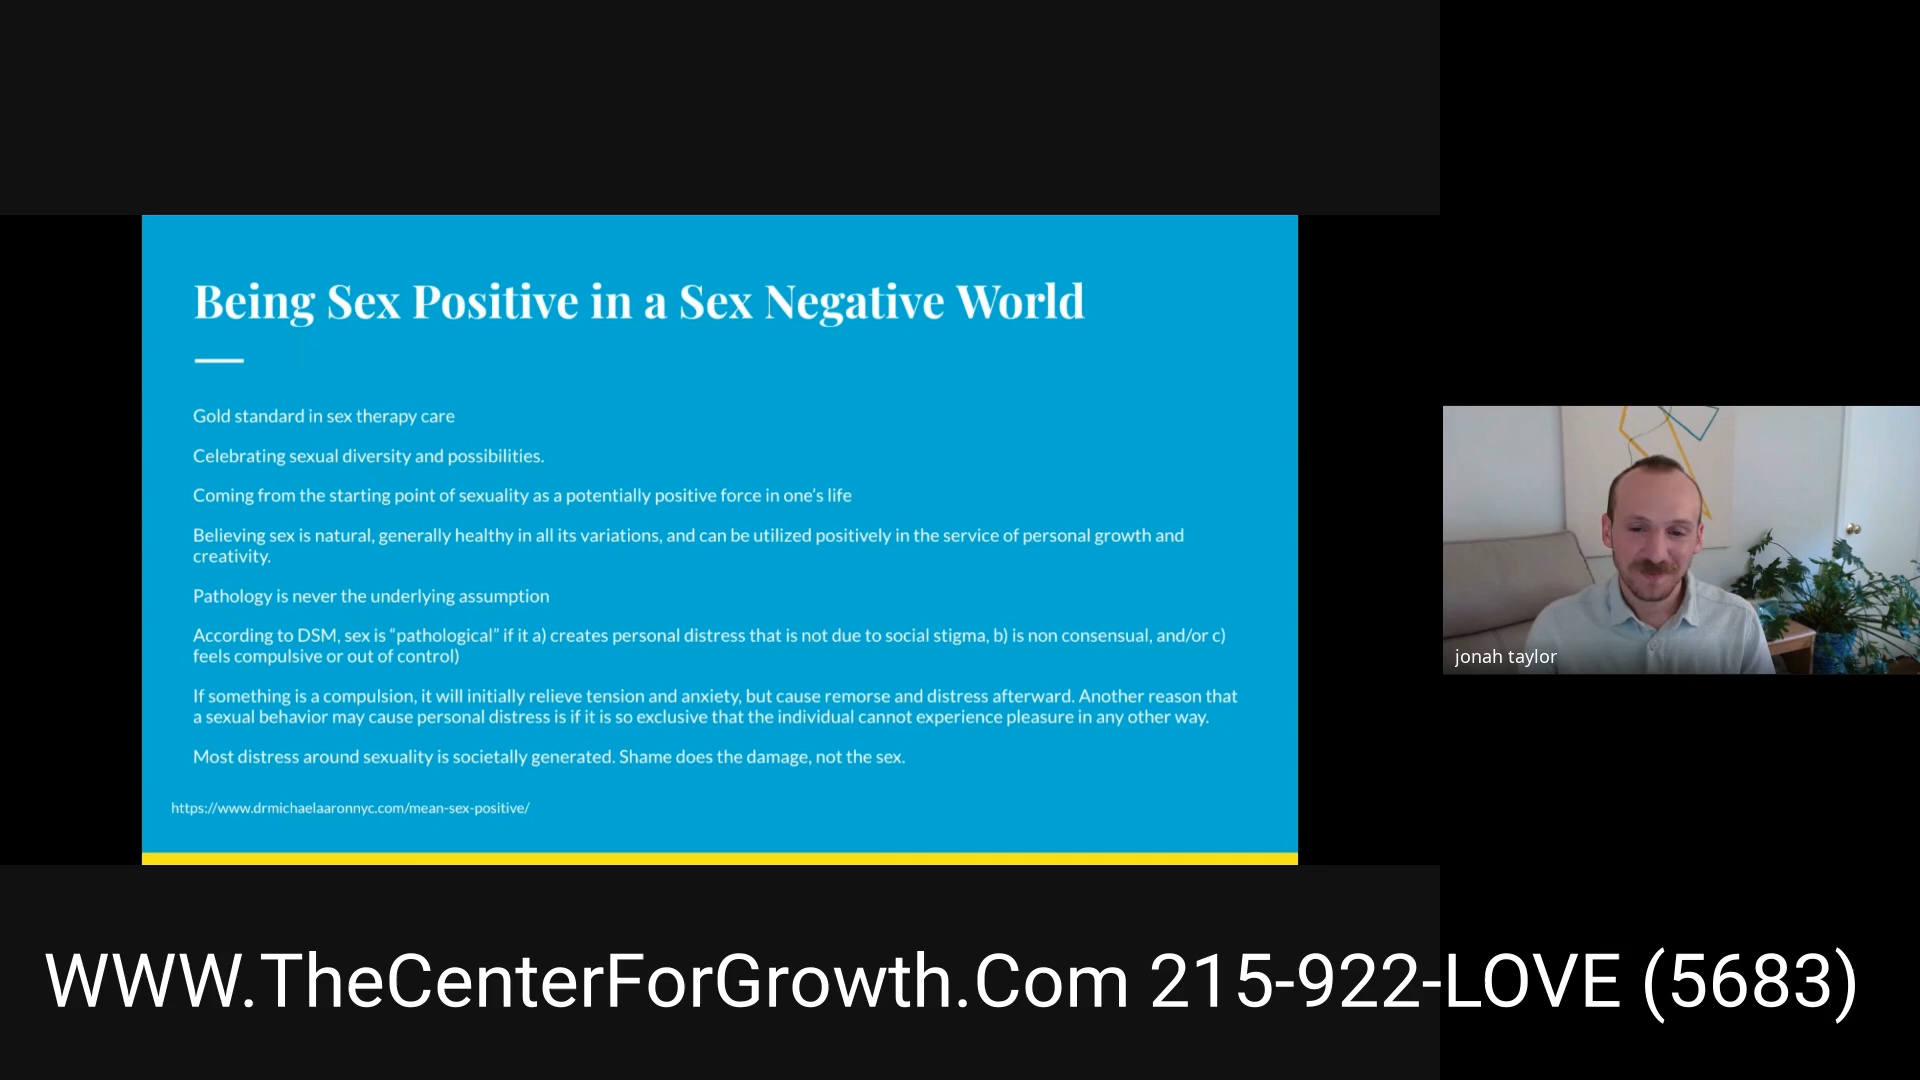 Being Sex Positive in a Sex Negative World
Gold standard in sex therapy care
Celebrating sexual diversity and possibilities.
Coming from the starting point of sexuality as a potentially positive force in one's life
Believing sex is natural, generally healthy in all its variations, and can be utilized positively in the service of personal growth and
creativity.
Pathology is never the underlying assumption
According to DSM, sex is “pathological” if it a) creates personal distress that is not due to social stigma, b) is non consensual, and/or c)
feels compulsive or out of control)
If something is a compulsion, it will initially relieve tension and anxiety, but cause remorse and distress afterward. Another reason that
a sexual behavior may cause personal distress is if it is so exclusive that the individual cannot experience pleasure in any other way.
Most distress around sexuality is societally generated. Shame does the damage, not the sex.
https://www.drmichaelaaronnyc.com/mean-sex-positive/
jonah taylor
WWW.TheCenterForGrowth.Com 215-922-LOVE (5683)